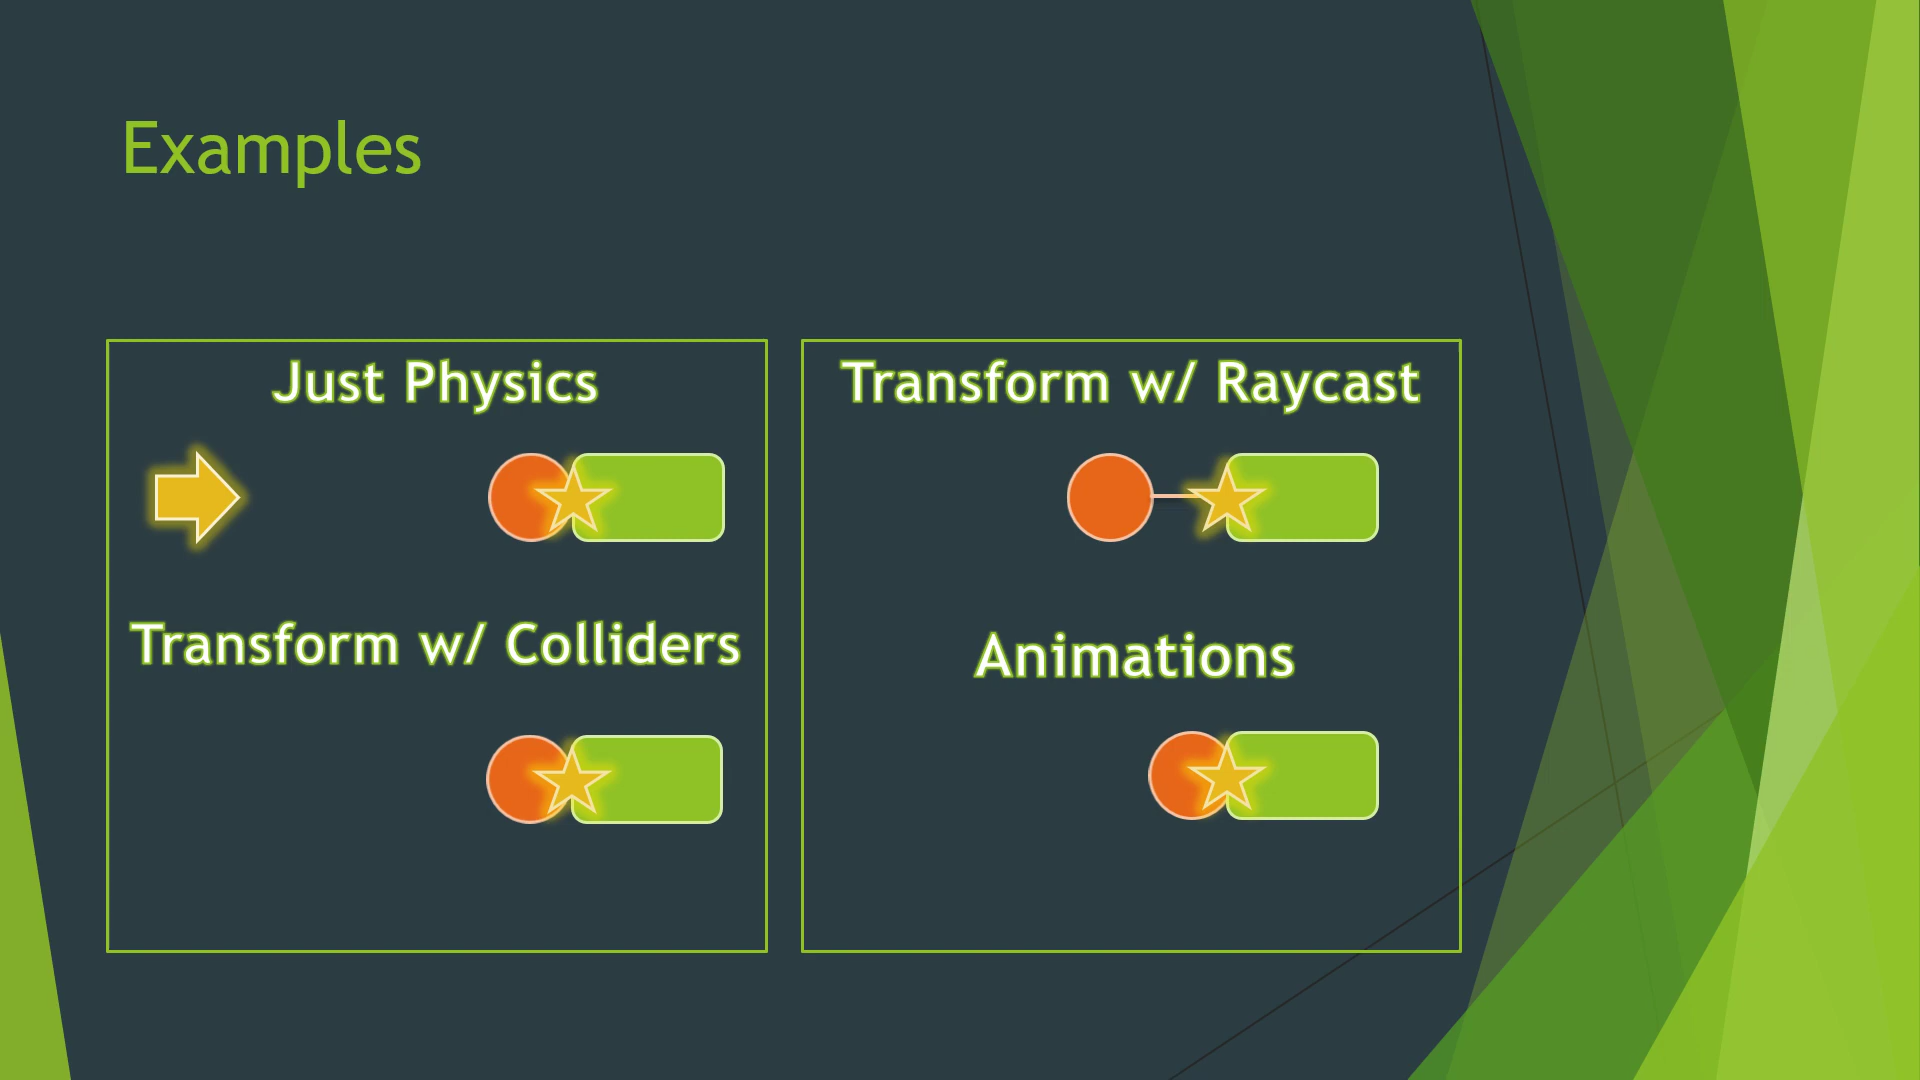 Examples
Just Physics
Transform w/ Colliders
Transform w/ Raycast
Animations